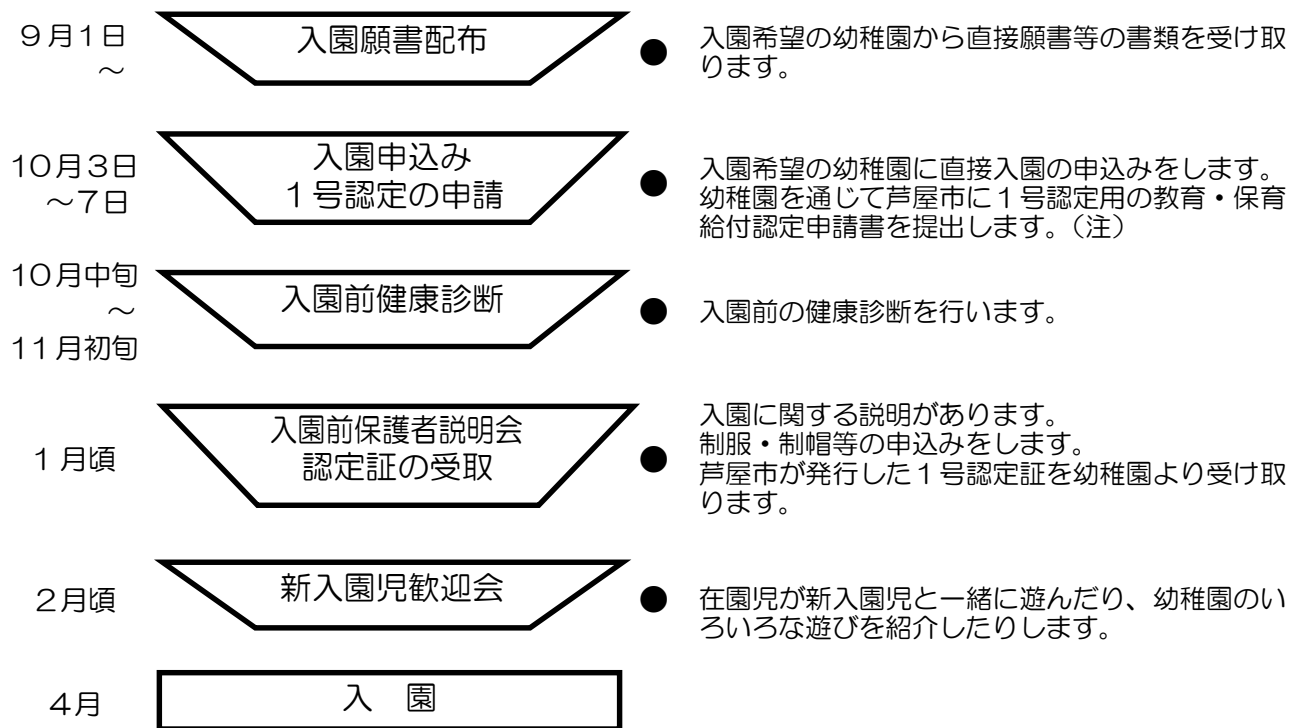 9月1日
～
入園願書配布
● 入園希望の幼稚園から直接願書等の書類を受け取
ります。
10月3日
～7日
入園申込み
1号認定の申請
● 入園希望の幼稚園に直接入園の申込みをします。
幼稚園を通じて芦屋市に1号認定用の教育・保育
給付認定申請書を提出します。（注）
10月中旬
～
11月初旬
入園前健康診断
● 入園前の健康診断を行います。
1月頃
入園前保護者説明会
認定証の受取
● 入園に関する説明があります。
制服・制帽等の申込みをします。
芦屋市が発行した1号認定証を幼稚園より受け取
ります。
2月頃
新入園児歓迎会
● 在園児が新入園児と一緒に遊んだり、幼稚園のい
ろいろな遊びを紹介したりします。
4月
入　園